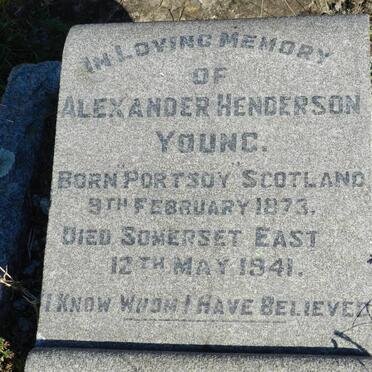 IN LOVING MEMORY
OF
ALEXANDER HENDERSON
YOUNG.
BORN "PORTSOY" SCOTLAND
9TH FEBRUARY 1873.
DIED SOMERSET EAST
12TH MAY 1941.
I KNOW WHOM I HAVE BELIEVED